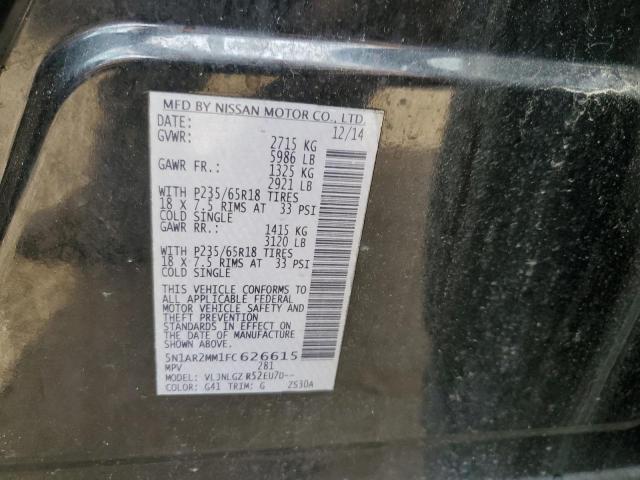 MFD BY NISSAN MOTOR CO., LTD.
DATE: 12/14
GVWR: 2715 KG
5986 LB
GAWR FR.: 1325 KG
2921 LB
WITH P235/65R18 TIRES
18 X 7.5 RIMS AT 33 PSI
COLD SINGLE
GAWR RR.: 1415 KG
3120 LB
WITH P235/65R18 TIRES
18 X 7.5 RIMS AT 33 PSI
COLD SINGLE
THIS VEHICLE CONFORMS TO
ALL APPLICABLE FEDERAL
MOTOR VEHICLE SAFETY AND
THEFT PREVENTION
STANDARDS IN EFFECT ON
THE DATE OF MANUFACTURE
SHOWN ABOVE.
5N1AR2MM1FC626615
MPV 281
MODEL: VLJNLGZ R52EU7D--
COLOR: G41 TRIM: G ZS30A